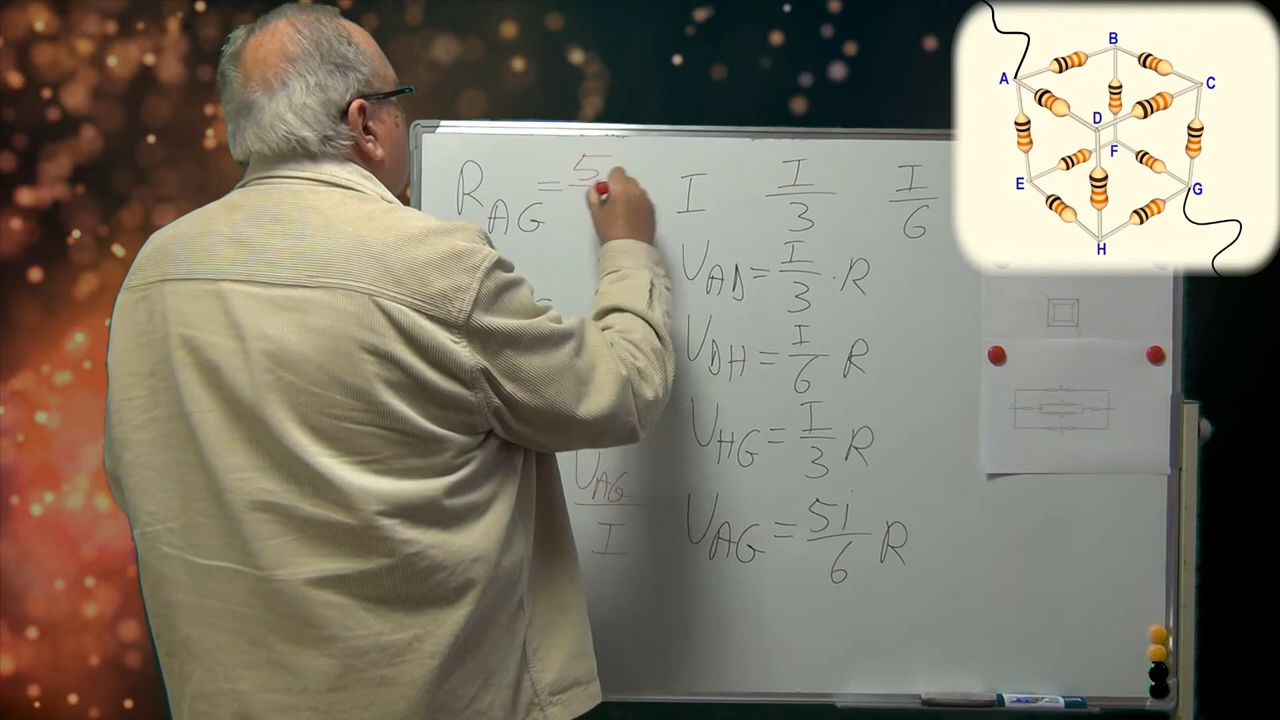 R_AG = 5
I I/3 I/6
U_AD = I/3 · R
U_DH = I/6 R
U_HG = I/3 R
U_AG/I
U_AG = 5i/6 R
B
A
C
D
F
E
G
H